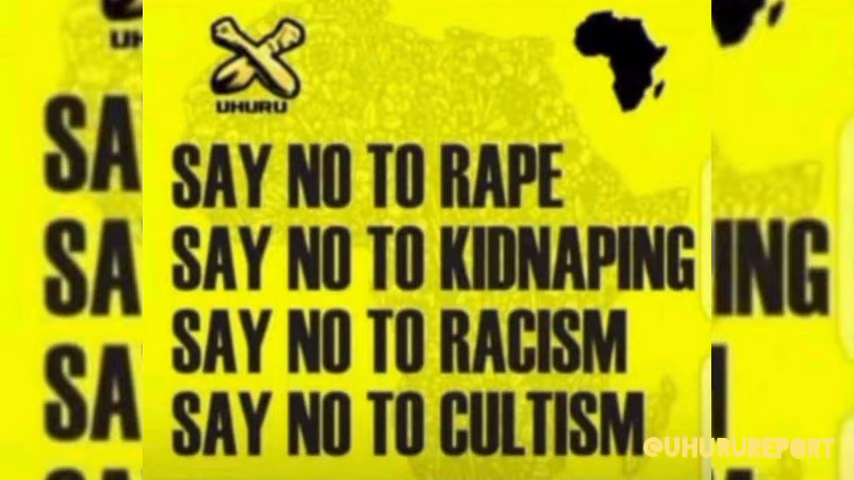 UHURU
SAY NO TO RAPE
SAY NO TO KIDNAPING
SAY NO TO RACISM
SAY NO TO CULTISM
@UHURUREPORT